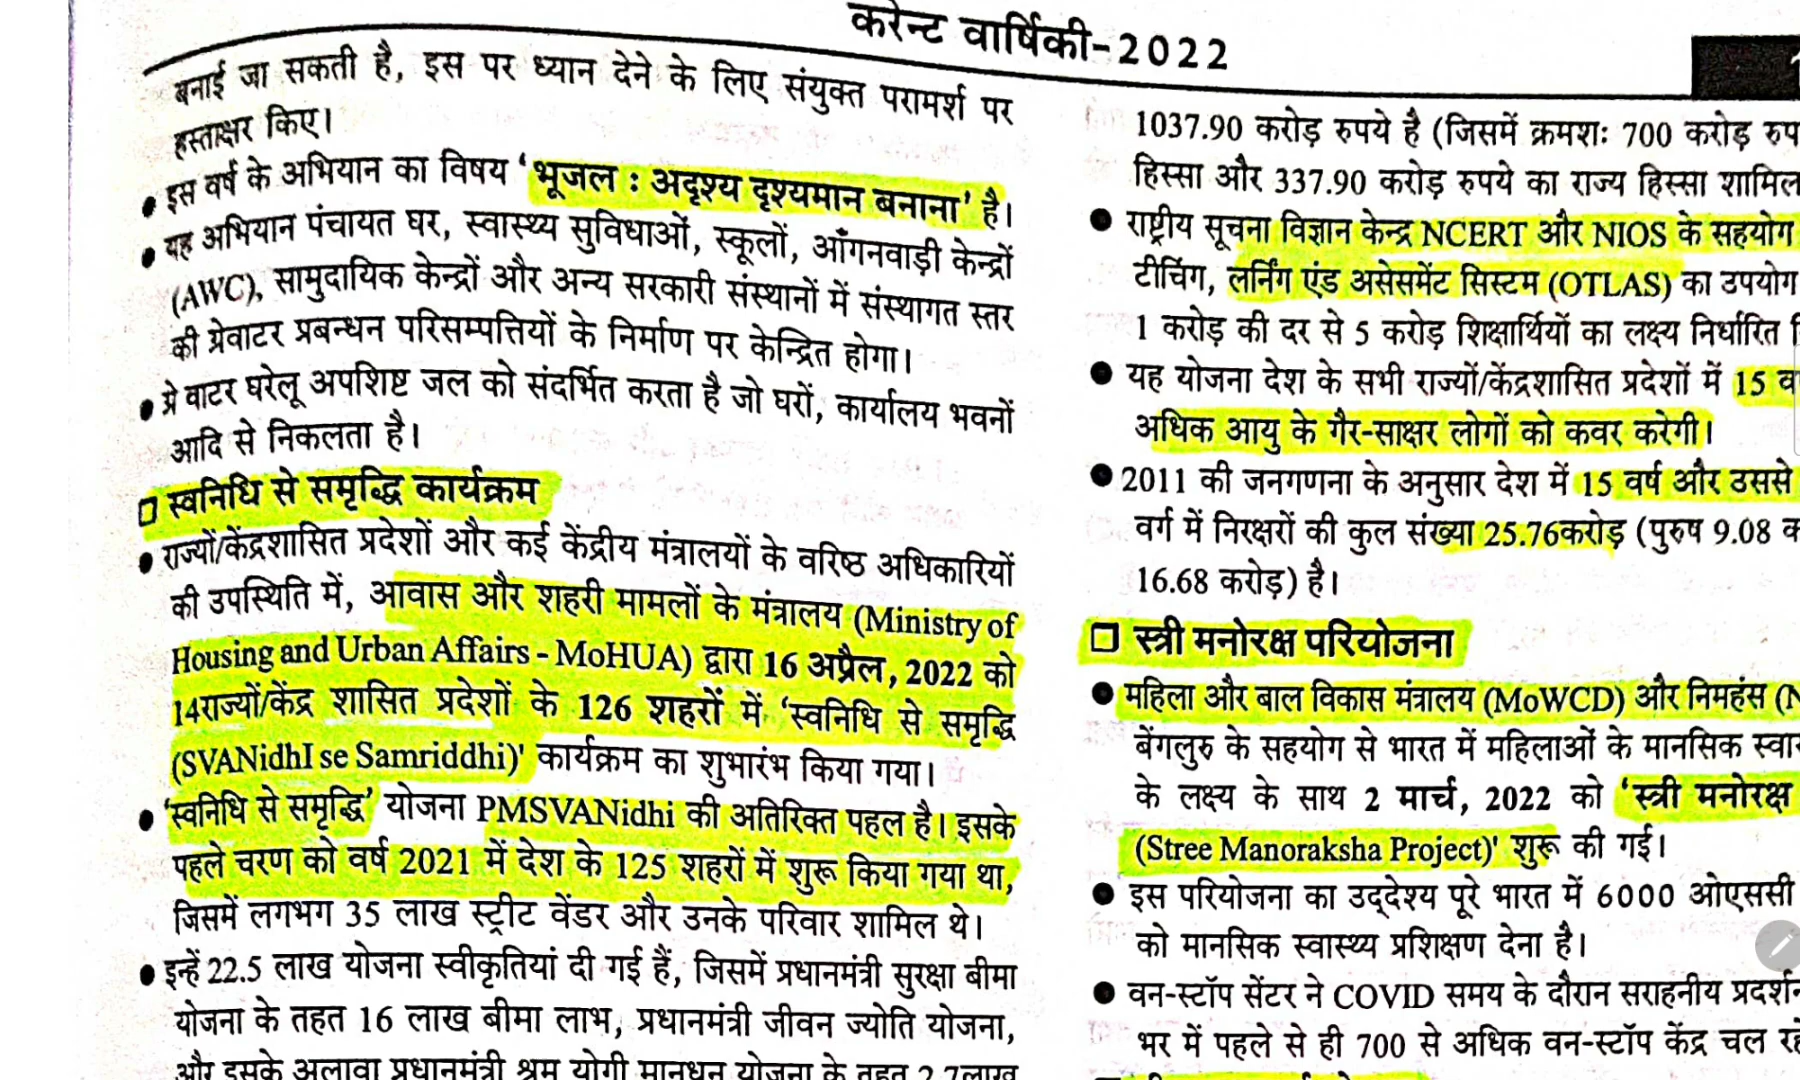 करेन्ट वार्षिकी-2022
बनाई जा सकती है, इस पर ध्यान देने के लिए संयुक्त परामर्श पर
हस्ताक्षर किए।
● इस वर्ष के अभियान का विषय 'भूजल : अदृश्य दृश्यमान बनाना' है।
● यह अभियान पंचायत घर, स्वास्थ्य सुविधाओं, स्कूलों, आँगनवाड़ी केन्द्रों
(AWC), सामुदायिक केन्द्रों और अन्य सरकारी संस्थानों में संस्थागत स्तर
की ग्रेवाटर प्रबन्धन परिसम्पत्तियों के निर्माण पर केन्द्रित होगा।
● ग्रे वाटर घरेलू अपशिष्ट जल को संदर्भित करता है जो घरों, कार्यालय भवनों
आदि से निकलता है।
□ स्वनिधि से समृद्धि कार्यक्रम
● राज्यों/केंद्रशासित प्रदेशों और कई केंद्रीय मंत्रालयों के वरिष्ठ अधिकारियों
की उपस्थिति में, आवास और शहरी मामलों के मंत्रालय (Ministry of
Housing and Urban Affairs - MoHUA) द्वारा 16 अप्रैल, 2022 को
14राज्यों/केंद्र शासित प्रदेशों के 126 शहरों में 'स्वनिधि से समृद्धि
(SVANidhI se Samriddhi)' कार्यक्रम का शुभारंभ किया गया।
● 'स्वनिधि से समृद्धि' योजना PMSVANidhi की अतिरिक्त पहल है। इसके
पहले चरण को वर्ष 2021 में देश के 125 शहरों में शुरू किया गया था,
जिसमें लगभग 35 लाख स्ट्रीट वेंडर और उनके परिवार शामिल थे।
● इन्हें 22.5 लाख योजना स्वीकृतियां दी गई हैं, जिसमें प्रधानमंत्री सुरक्षा बीमा
योजना के तहत 16 लाख बीमा लाभ, प्रधानमंत्री जीवन ज्योति योजना,
और इसके अलावा प्रधानमंत्री श्रम योगी मानधन योजना के तहत 2.7लाख
1037.90 करोड़ रुपये है (जिसमें क्रमशः 700 करोड़ रुप
हिस्सा और 337.90 करोड़ रुपये का राज्य हिस्सा शामिल
● राष्ट्रीय सूचना विज्ञान केन्द्र NCERT और NIOS के सहयोग
टीचिंग, लर्निंग एंड असेसमेंट सिस्टम (OTLAS) का उपयोग
1 करोड़ की दर से 5 करोड़ शिक्षार्थियों का लक्ष्य निर्धारित
● यह योजना देश के सभी राज्यों/केंद्रशासित प्रदेशों में 15 व
अधिक आयु के गैर-साक्षर लोगों को कवर करेगी।
● 2011 की जनगणना के अनुसार देश में 15 वर्ष और उससे
वर्ग में निरक्षरों की कुल संख्या 25.76करोड़ (पुरुष 9.08 क
16.68 करोड़) है।
□ स्त्री मनोरक्ष परियोजना
● महिला और बाल विकास मंत्रालय (MoWCD) और निमहंस (N
बेंगलुरु के सहयोग से भारत में महिलाओं के मानसिक स्वा
के लक्ष्य के साथ 2 मार्च, 2022 को 'स्त्री मनोरक्ष
(Stree Manoraksha Project)' शुरू की गई।
● इस परियोजना का उद्देश्य पूरे भारत में 6000 ओएससी
को मानसिक स्वास्थ्य प्रशिक्षण देना है।
● वन-स्टॉप सेंटर ने COVID समय के दौरान सराहनीय प्रदर्शन
भर में पहले से ही 700 से अधिक वन-स्टॉप केंद्र चल रहे